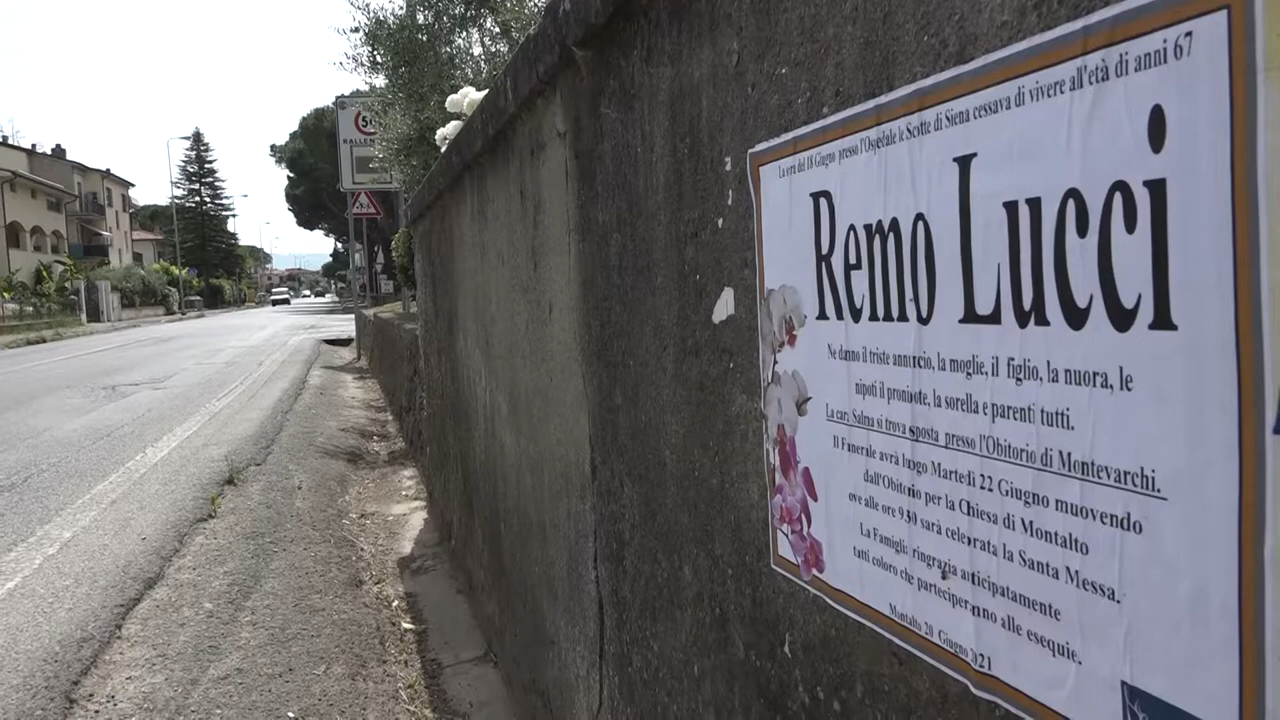 50
RALLEN
La sera del 18 Giugno presso l'Ospedale le Scotte di Siena cessava di vivere all'età di anni 67
Remo Lucci
Ne danno il triste annuncio, la moglie, il figlio, la nuora, le
nipoti il pronipote, la sorella e parenti tutti.
La cara Salma si trova esposta presso l'Obitorio di Montevarchi.
Il Funerale avrà luogo Martedì 22 Giugno muovendo
dall'Obitorio per la Chiesa di Montalto
ove alle ore 9.30 sarà celebrata la Santa Messa.
La Famiglia ringrazia anticipatamente
tatti coloro che parteciperanno alle esequie.
Montalto 20 Giugno 2021